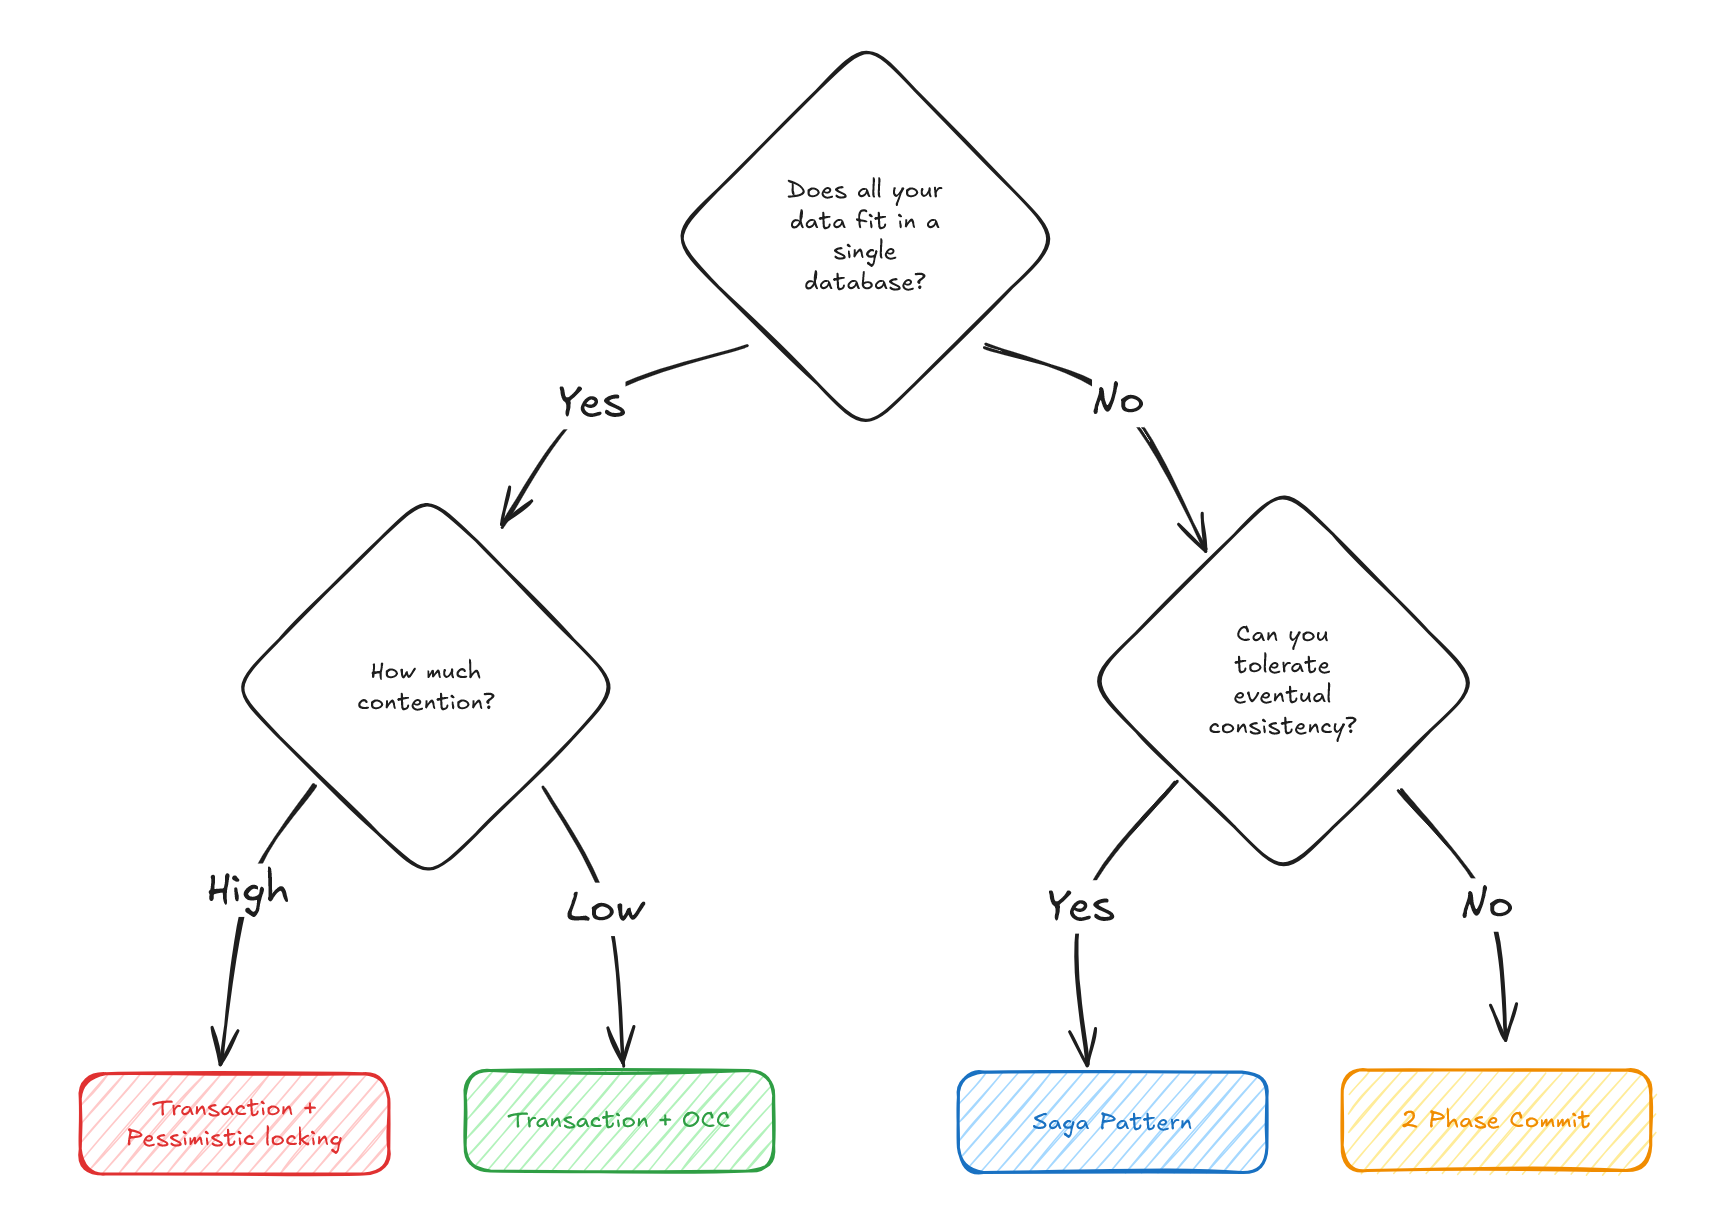 Does all your
data fit in a
single
database?
Yes
No
How much
contention?
Can you
tolerate
eventual
consistency?
High
Low
Yes
No
Transaction +
Pessimistic locking
Transaction + OCC
Saga Pattern
2 Phase Commit